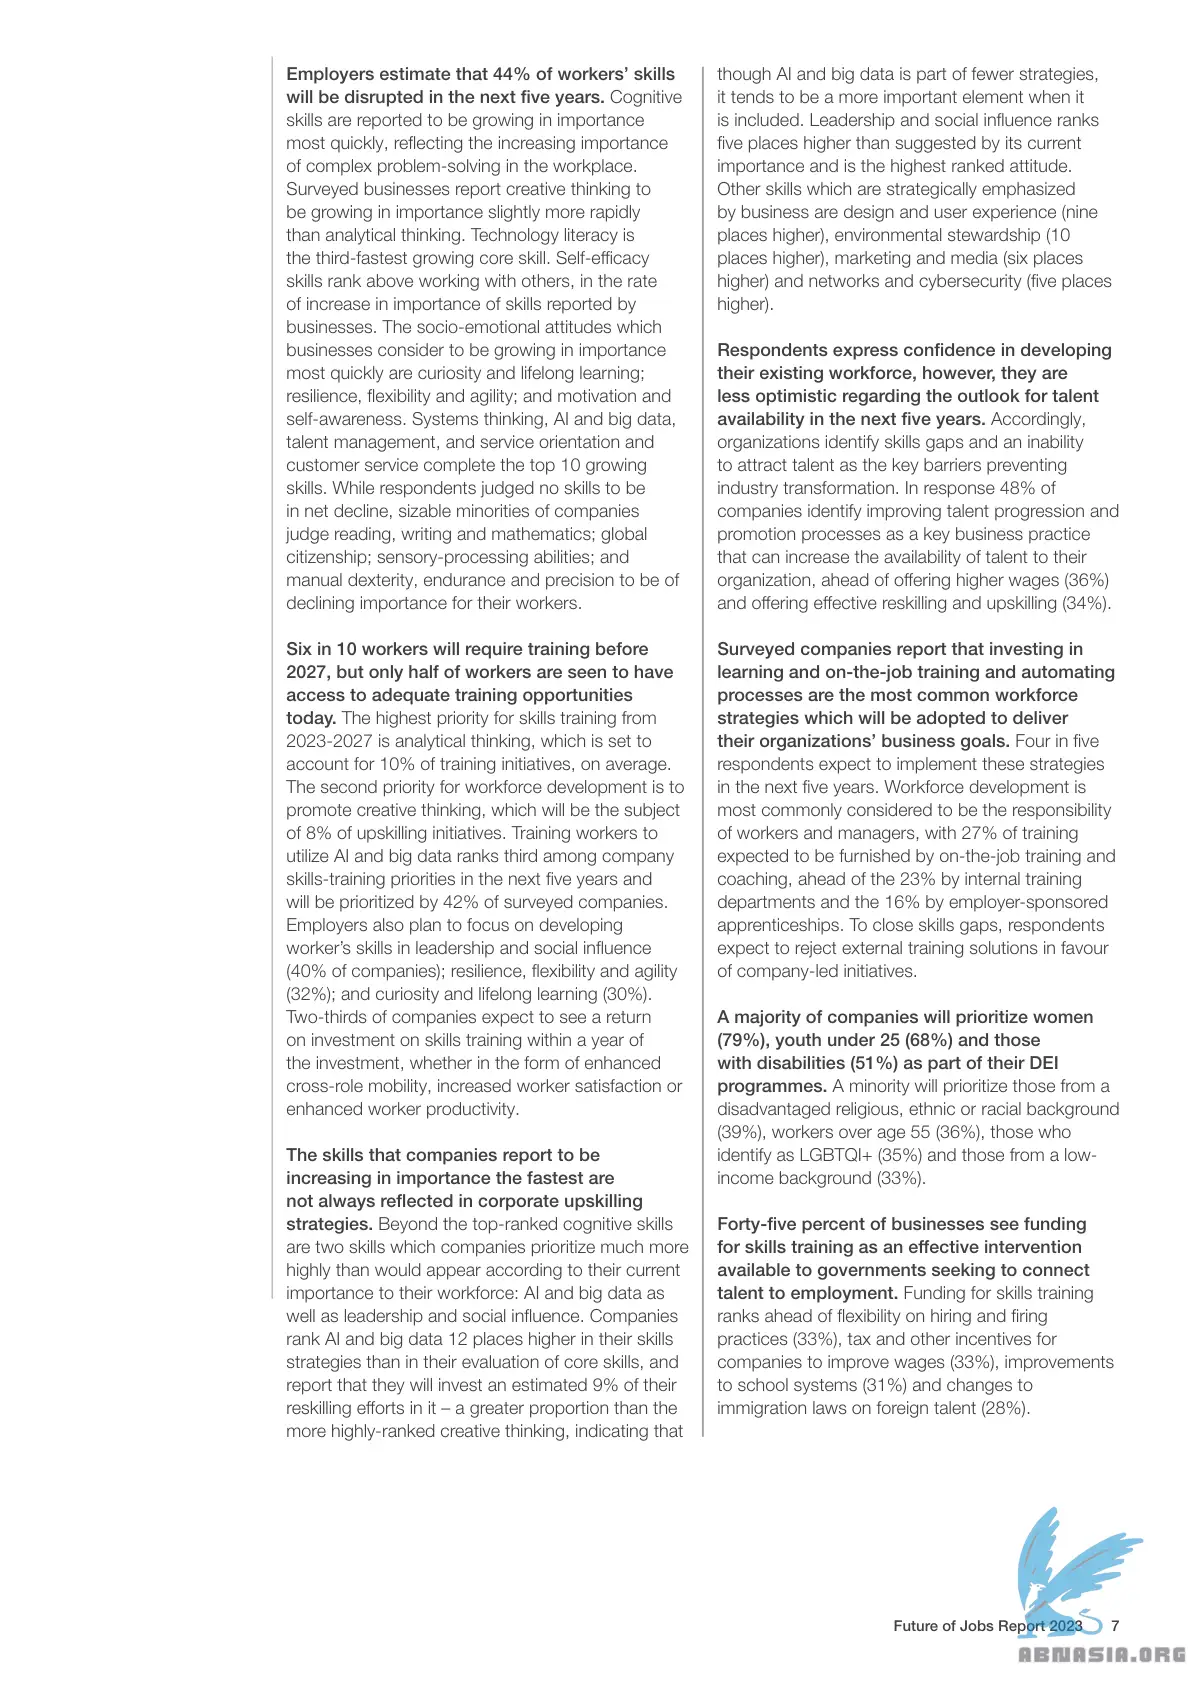 Employers estimate that 44% of workers’ skills
will be disrupted in the next five years. Cognitive
skills are reported to be growing in importance
most quickly, reflecting the increasing importance
of complex problem-solving in the workplace.
Surveyed businesses report creative thinking to
be growing in importance slightly more rapidly
than analytical thinking. Technology literacy is
the third-fastest growing core skill. Self-efficacy
skills rank above working with others, in the rate
of increase in importance of skills reported by
businesses. The socio-emotional attitudes which
businesses consider to be growing in importance
most quickly are curiosity and lifelong learning;
resilience, flexibility and agility; and motivation and
self-awareness. Systems thinking, AI and big data,
talent management, and service orientation and
customer service complete the top 10 growing
skills. While respondents judged no skills to be
in net decline, sizable minorities of companies
judge reading, writing and mathematics; global
citizenship; sensory-processing abilities; and
manual dexterity, endurance and precision to be of
declining importance for their workers.
Six in 10 workers will require training before
2027, but only half of workers are seen to have
access to adequate training opportunities
today. The highest priority for skills training from
2023-2027 is analytical thinking, which is set to
account for 10% of training initiatives, on average.
The second priority for workforce development is to
promote creative thinking, which will be the subject
of 8% of upskilling initiatives. Training workers to
utilize AI and big data ranks third among company
skills-training priorities in the next five years and
will be prioritized by 42% of surveyed companies.
Employers also plan to focus on developing
worker’s skills in leadership and social influence
(40% of companies); resilience, flexibility and agility
(32%); and curiosity and lifelong learning (30%).
Two-thirds of companies expect to see a return
on investment on skills training within a year of
the investment, whether in the form of enhanced
cross-role mobility, increased worker satisfaction or
enhanced worker productivity.
The skills that companies report to be
increasing in importance the fastest are
not always reflected in corporate upskilling
strategies. Beyond the top-ranked cognitive skills
are two skills which companies prioritize much more
highly than would appear according to their current
importance to their workforce: AI and big data as
well as leadership and social influence. Companies
rank AI and big data 12 places higher in their skills
strategies than in their evaluation of core skills, and
report that they will invest an estimated 9% of their
reskilling efforts in it – a greater proportion than the
more highly-ranked creative thinking, indicating that
though AI and big data is part of fewer strategies,
it tends to be a more important element when it
is included. Leadership and social influence ranks
five places higher than suggested by its current
importance and is the highest ranked attitude.
Other skills which are strategically emphasized
by business are design and user experience (nine
places higher), environmental stewardship (10
places higher), marketing and media (six places
higher) and networks and cybersecurity (five places
higher).
Respondents express confidence in developing
their existing workforce, however, they are
less optimistic regarding the outlook for talent
availability in the next five years. Accordingly,
organizations identify skills gaps and an inability
to attract talent as the key barriers preventing
industry transformation. In response 48% of
companies identify improving talent progression and
promotion processes as a key business practice
that can increase the availability of talent to their
organization, ahead of offering higher wages (36%)
and offering effective reskilling and upskilling (34%).
Surveyed companies report that investing in
learning and on-the-job training and automating
processes are the most common workforce
strategies which will be adopted to deliver
their organizations’ business goals. Four in five
respondents expect to implement these strategies
in the next five years. Workforce development is
most commonly considered to be the responsibility
of workers and managers, with 27% of training
expected to be furnished by on-the-job training and
coaching, ahead of the 23% by internal training
departments and the 16% by employer-sponsored
apprenticeships. To close skills gaps, respondents
expect to reject external training solutions in favour
of company-led initiatives.
A majority of companies will prioritize women
(79%), youth under 25 (68%) and those
with disabilities (51%) as part of their DEI
programmes. A minority will prioritize those from a
disadvantaged religious, ethnic or racial background
(39%), workers over age 55 (36%), those who
identify as LGBTQI+ (35%) and those from a low-
income background (33%).
Forty-five percent of businesses see funding
for skills training as an effective intervention
available to governments seeking to connect
talent to employment. Funding for skills training
ranks ahead of flexibility on hiring and firing
practices (33%), tax and other incentives for
companies to improve wages (33%), improvements
to school systems (31%) and changes to
immigration laws on foreign talent (28%).
Future of Jobs Report 2023 7
ABNASIA.ORG